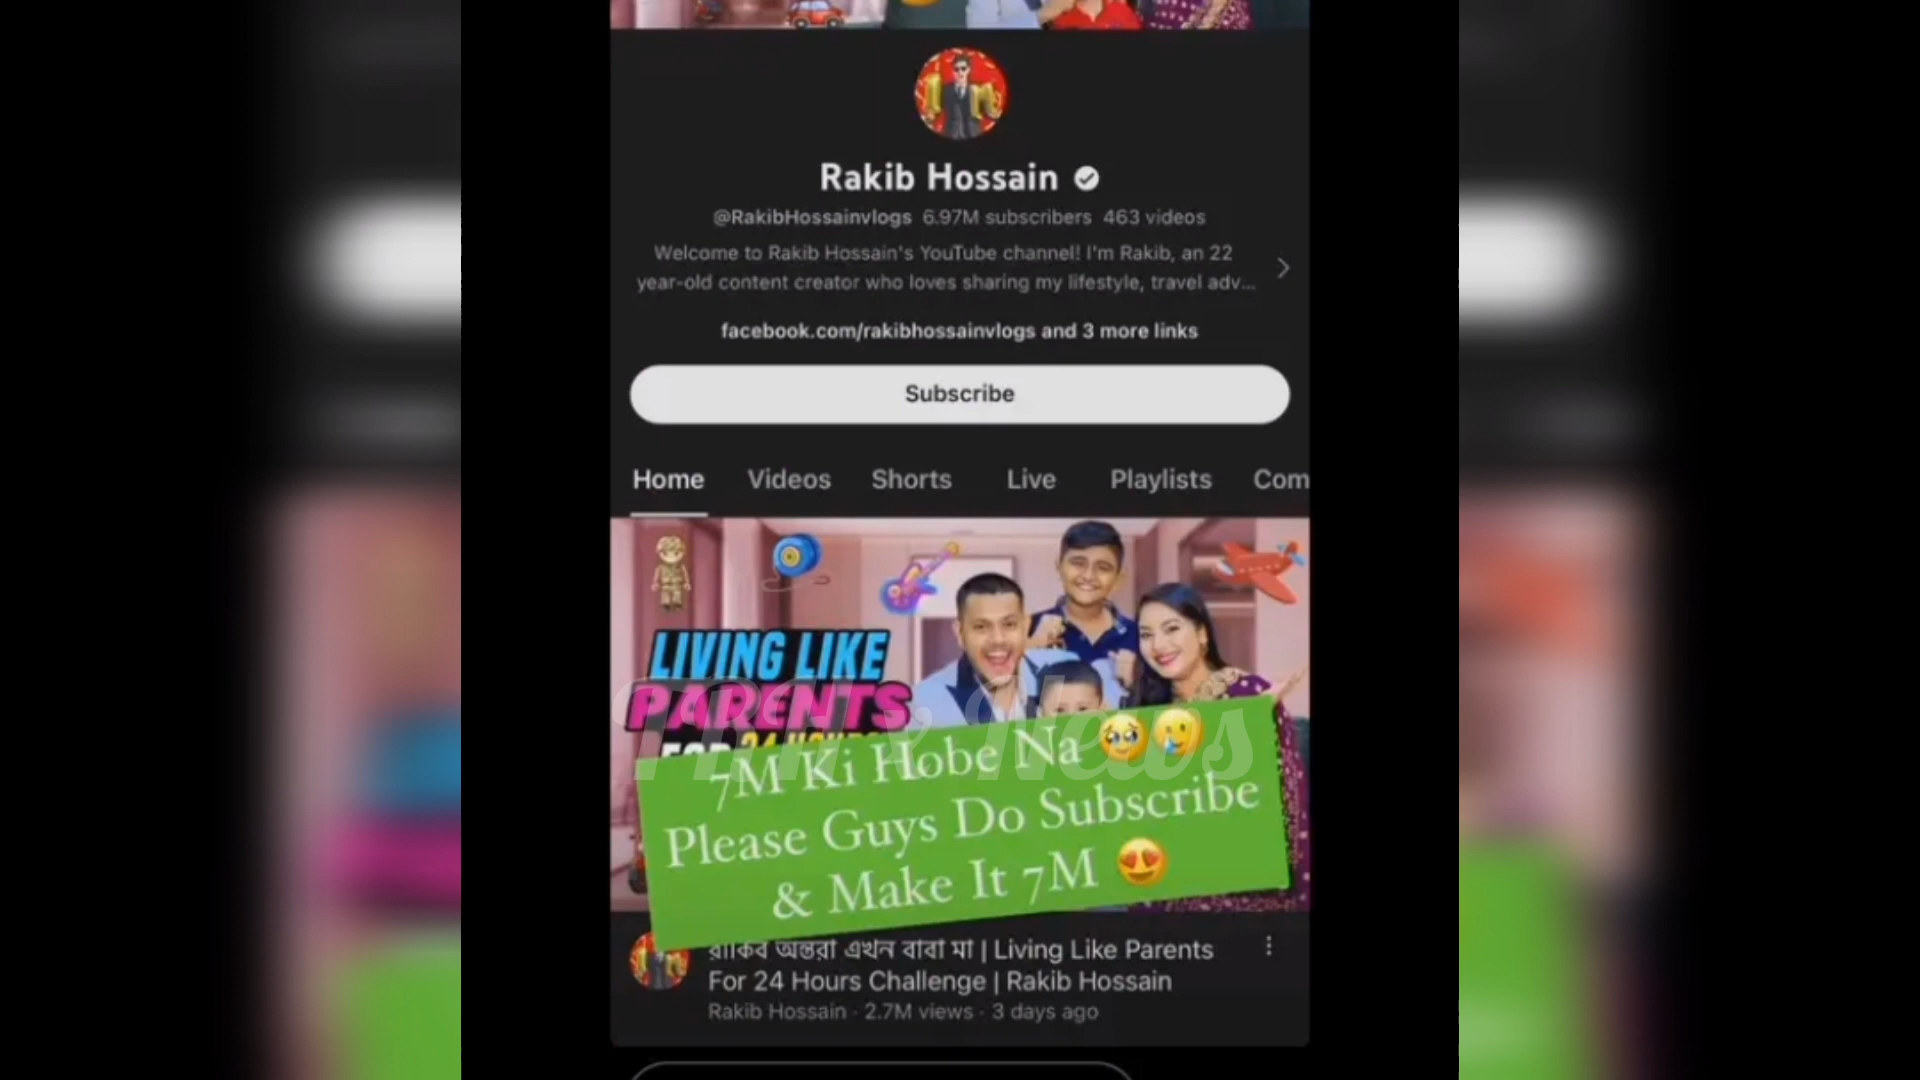 Rakib Hossain
@RakibHossainvlogs 6.97M subscribers 463 videos
Welcome to Rakib Hossain's YouTube channel! I'm Rakib, an 22
year-old content creator who loves sharing my lifestyle, travel adv...
facebook.com/rakibhossainvlogs and 3 more links
Subscribe
Home Videos Shorts Live Playlists Com
LIVING LIKE
PARENTS
FOR 24 HOURS
7M Ki Hobe Na 🥹🥲
Please Guys Do Subscribe
& Make It 7M 😍
রাকিব অন্তরা এখন বাবা মা | Living Like Parents
For 24 Hours Challenge | Rakib Hossain
Rakib Hossain · 2.7M views · 3 days ago